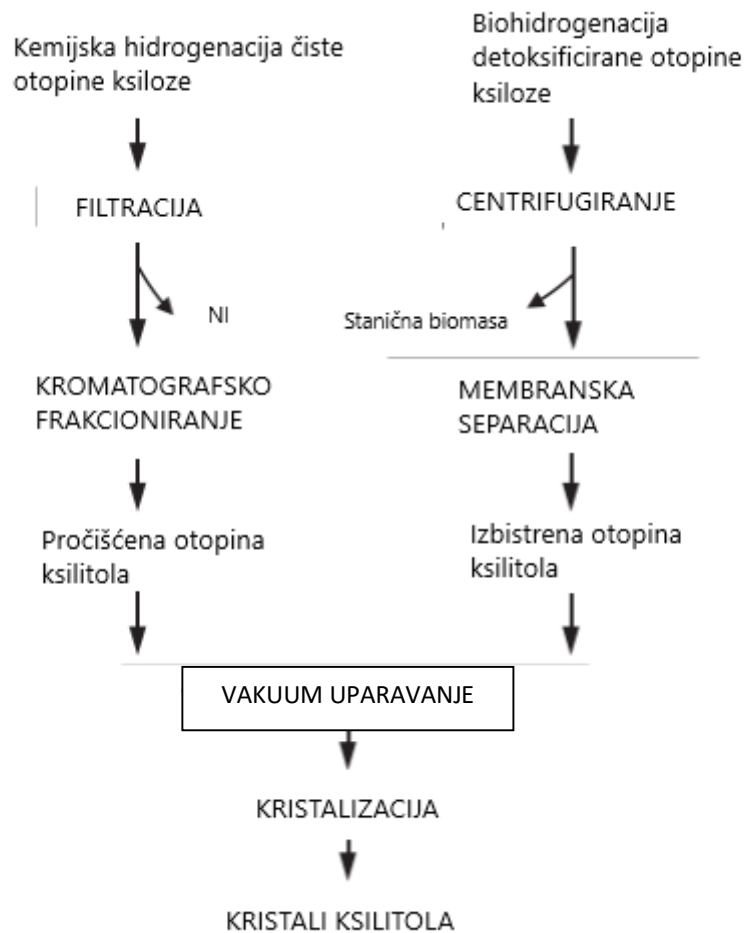 Kemijska hidrogenacija čiste
otopine ksiloze
Biohidrogenacija
detoksificirane otopine
ksiloze
FILTRACIJA
CENTRIFUGIRANJE
NI
Stanična biomasa
KROMATOGRAFSKO
FRAKCIONIRANJE
MEMBRANSKA
SEPARACIJA
Pročišćena otopina
ksilitola
Izbistrena otopina
ksilitola
VAKUUM UPARAVANJE
KRISTALIZACIJA
KRISTALI KSILITOLA